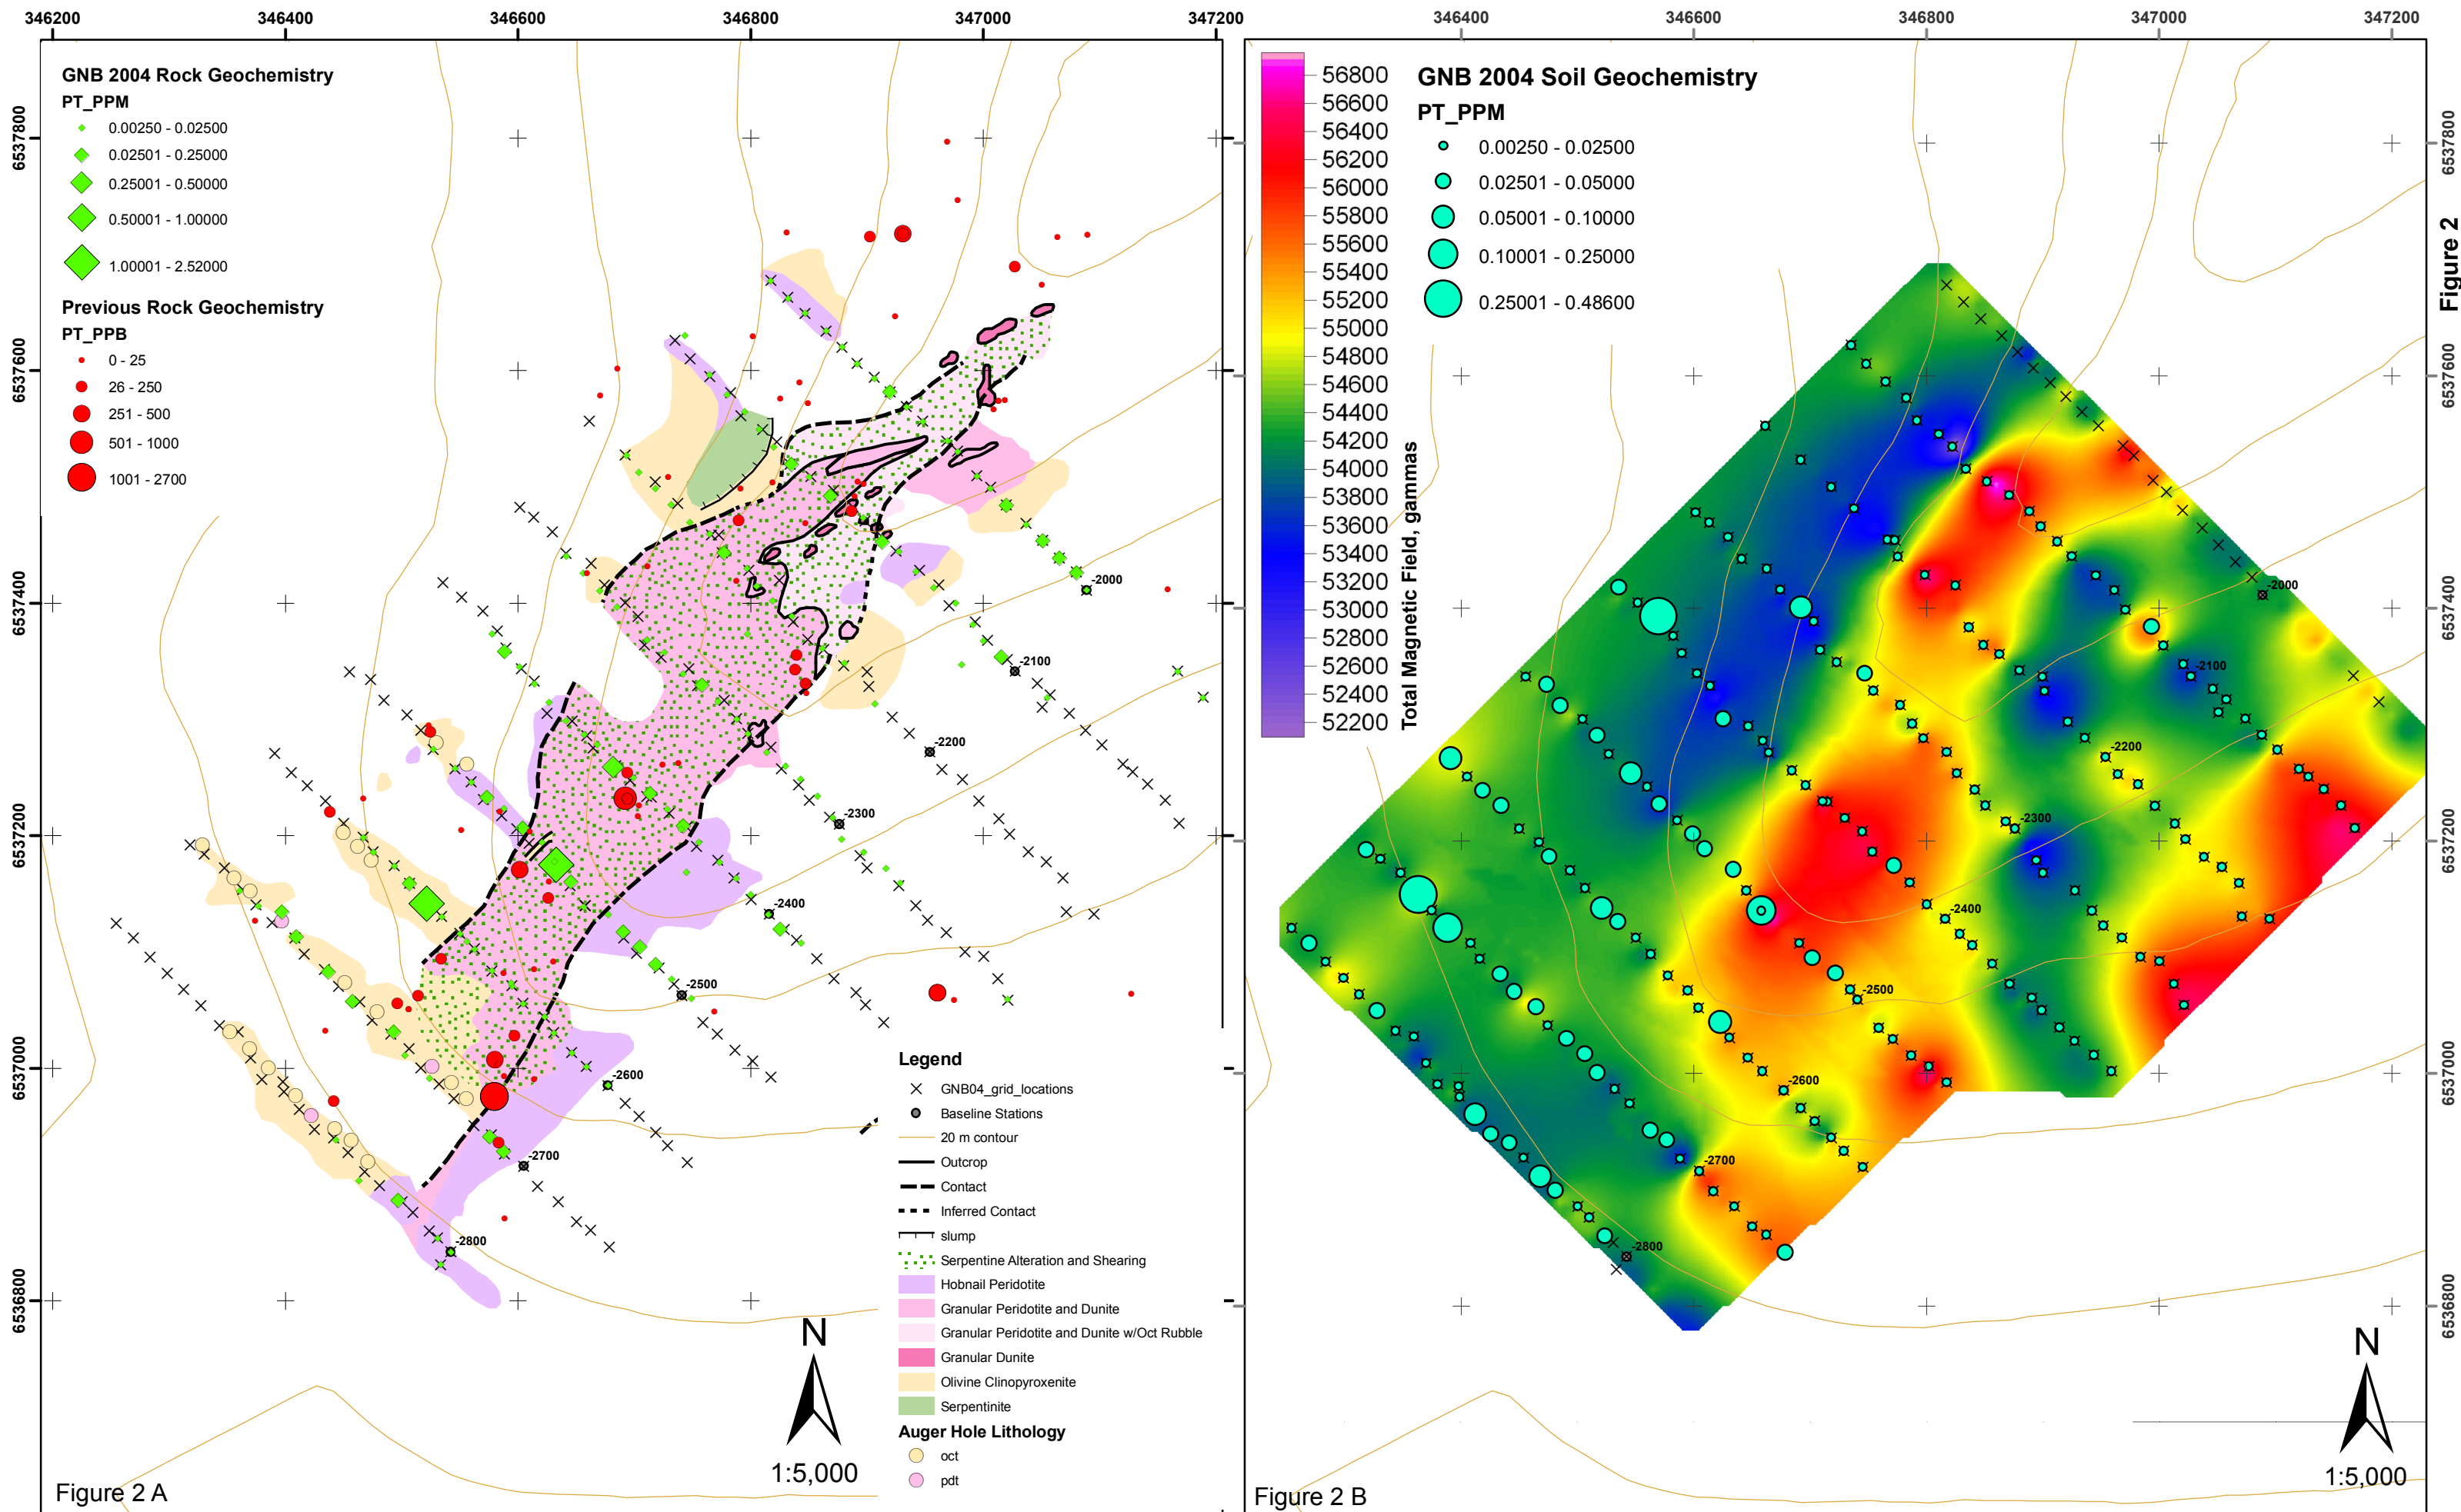 346200 346400 346600 346800 347000 347200
GNB 2004 Rock Geochemistry
PT_PPM
0.00250 - 0.02500
0.02501 - 0.25000
0.25001 - 0.50000
0.50001 - 1.00000
1.00001 - 2.52000
Previous Rock Geochemistry
PT_PPB
0 - 25
26 - 250
251 - 500
501 - 1000
1001 - 2700
6537800
6537600
6537400
6537200
6537000
6536800
-2000
-2100
-2200
-2300
-2400
-2500
-2600
-2700
-2800
Legend
GNB04_grid_locations
Baseline Stations
20 m contour
Outcrop
Contact
Inferred Contact
slump
Serpentine Alteration and Shearing
Hobnail Peridotite
Granular Peridotite and Dunite
Granular Peridotite and Dunite w/Oct Rubble
Granular Dunite
Olivine Clinopyroxenite
Serpentinite
Auger Hole Lithology
oct
pdt
N
1:5,000
Figure 2 A
346400 346600 346800 347000 347200
56800
56600
56400
56200
56000
55800
55600
55400
55200
55000
54800
54600
54400
54200
54000
53800
53600
53400
53200
53000
52800
52600
52400
52200
Total Magnetic Field, gammas
GNB 2004 Soil Geochemistry
PT_PPM
0.00250 - 0.02500
0.02501 - 0.05000
0.05001 - 0.10000
0.10001 - 0.25000
0.25001 - 0.48600
-2000
-2100
-2200
-2300
-2400
-2500
-2600
-2700
-2800
6537800
Figure 2
6537600
6537400
6537200
6537000
6536800
N
1:5,000
Figure 2 B